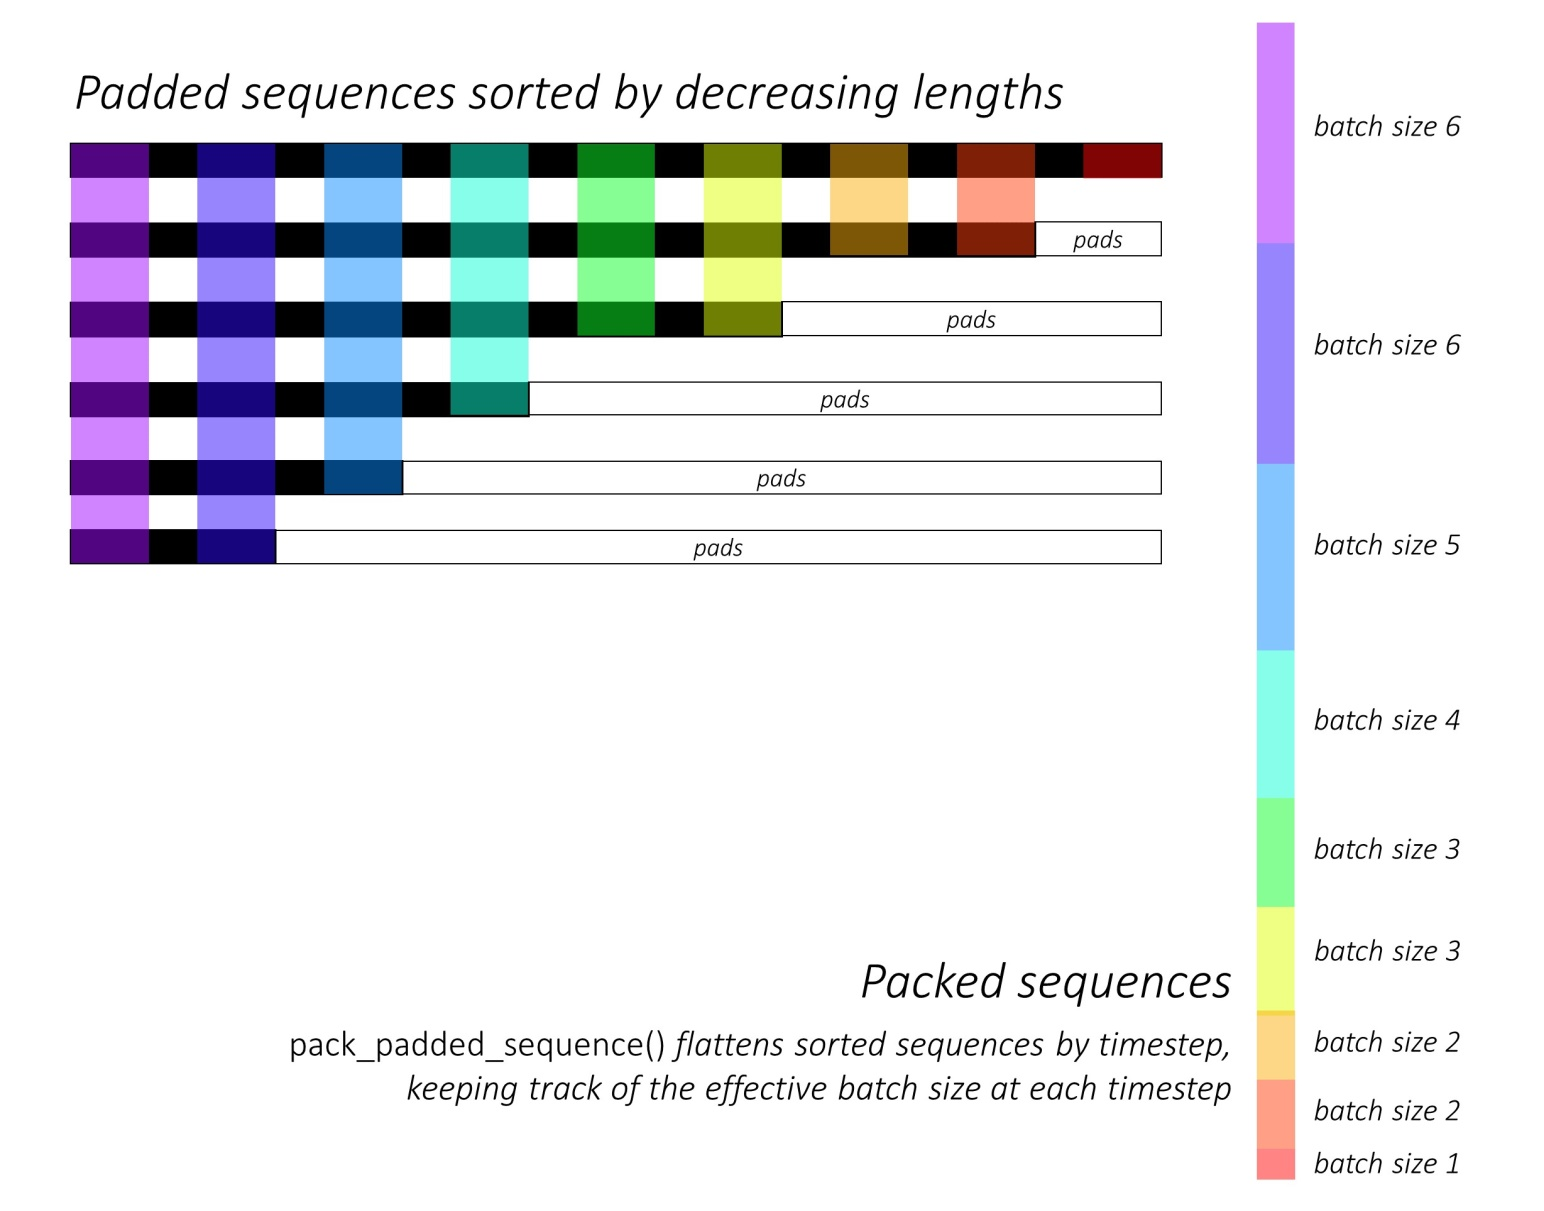 Padded sequences sorted by decreasing lengths
pads
pads
pads
pads
pads
batch size 6
batch size 6
batch size 5
batch size 4
batch size 3
batch size 3
batch size 2
batch size 2
batch size 1
Packed sequences
pack_padded_sequence() flattens sorted sequences by timestep,
keeping track of the effective batch size at each timestep